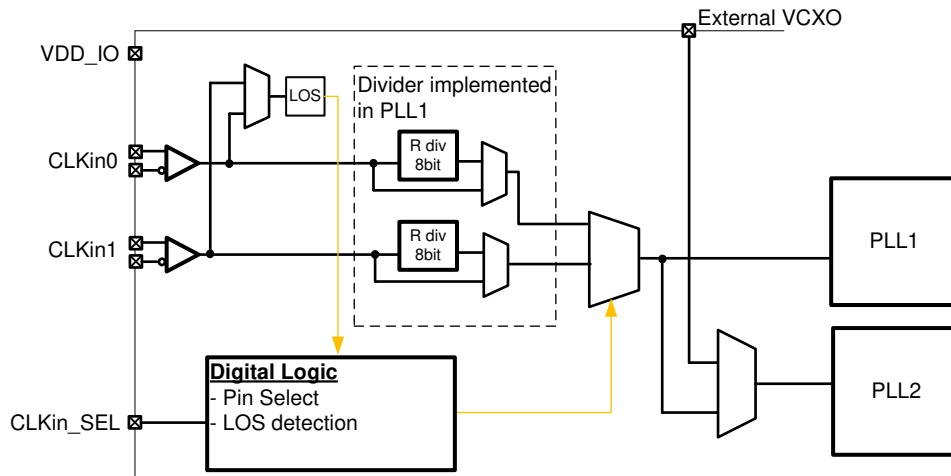 External VCXO
VDD_IO
LOS
Divider implemented
in PLL1
CLKin0
R div
8bit
CLKin1
R div
8bit
PLL1
Digital Logic
- Pin Select
- LOS detection
CLKin_SEL
PLL2